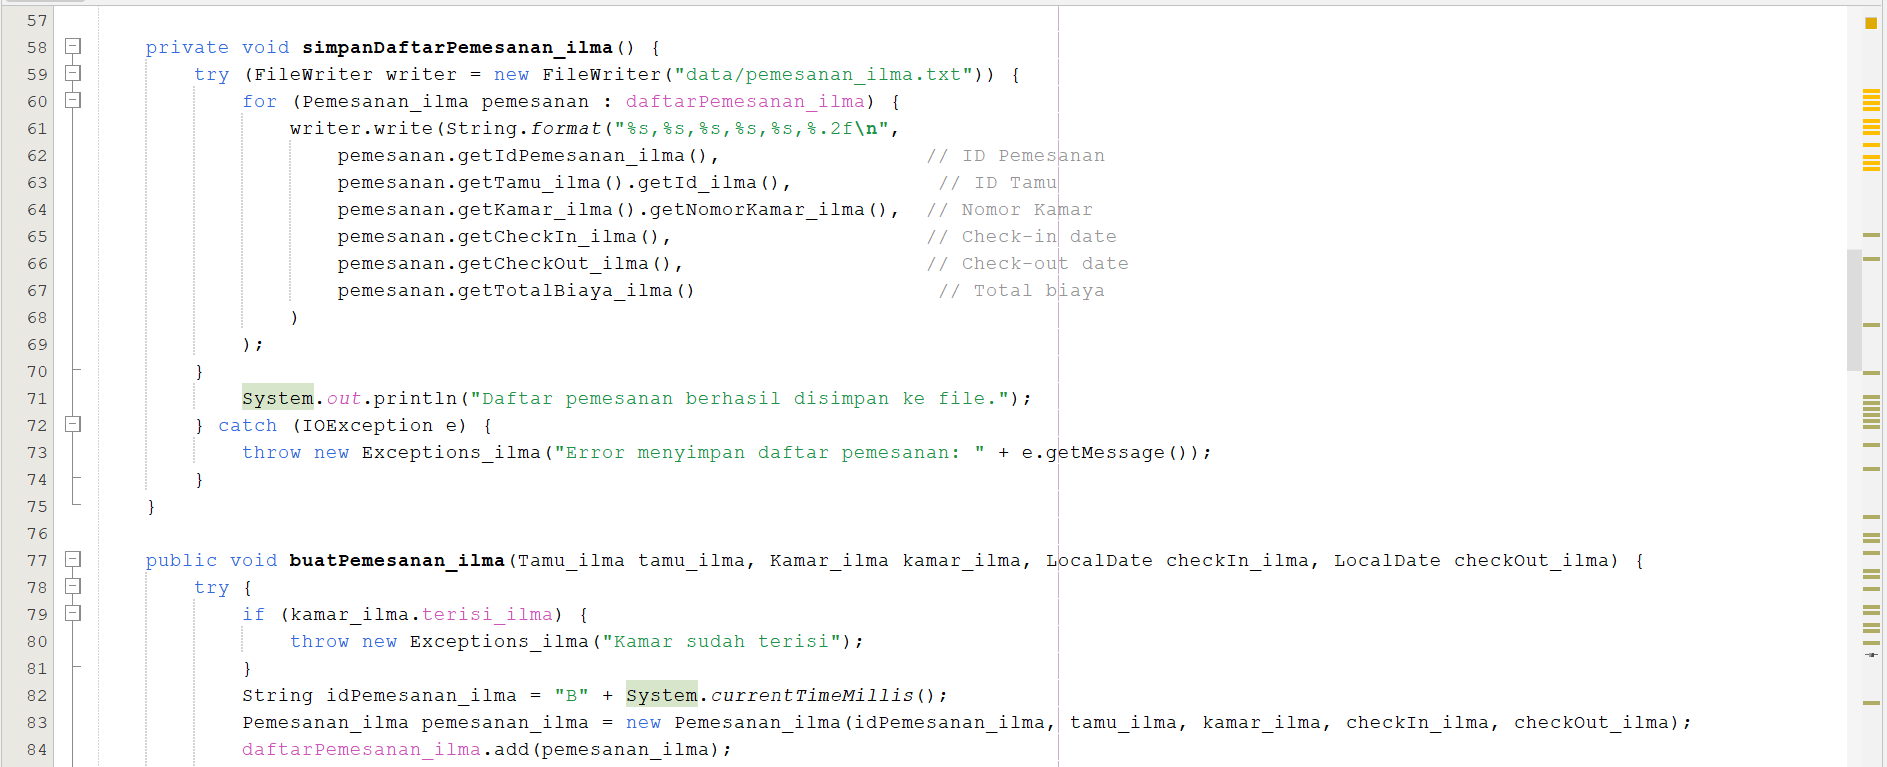 57
58 private void simpanDaftarPemesanan_ilma() {
59 try (FileWriter writer = new FileWriter("data/pemesanan_ilma.txt")) {
60 for (Pemesanan_ilma pemesanan : daftarPemesanan_ilma) {
61 writer.write(String.format("%s,%s,%s,%s,%s,%.2f\n",
62 pemesanan.getIdPemesanan_ilma(), // ID Pemesanan
63 pemesanan.getTamu_ilma().getId_ilma(), // ID Tamu
64 pemesanan.getKamar_ilma().getNomorKamar_ilma(), // Nomor Kamar
65 pemesanan.getCheckIn_ilma(), // Check-in date
66 pemesanan.getCheckOut_ilma(), // Check-out date
67 pemesanan.getTotalBiaya_ilma() // Total biaya
68 )
69 );
70 }
71 System.out.println("Daftar pemesanan berhasil disimpan ke file.");
72 } catch (IOException e) {
73 throw new Exceptions_ilma("Error menyimpan daftar pemesanan: " + e.getMessage());
74 }
75 }
76
77 public void buatPemesanan_ilma(Tamu_ilma tamu_ilma, Kamar_ilma kamar_ilma, LocalDate checkIn_ilma, LocalDate checkOut_ilma) {
78 try {
79 if (kamar_ilma.terisi_ilma) {
80 throw new Exceptions_ilma("Kamar sudah terisi");
81 }
82 String idPemesanan_ilma = "B" + System.currentTimeMillis();
83 Pemesanan_ilma pemesanan_ilma = new Pemesanan_ilma(idPemesanan_ilma, tamu_ilma, kamar_ilma, checkIn_ilma, checkOut_ilma);
84 daftarPemesanan_ilma.add(pemesanan_ilma);